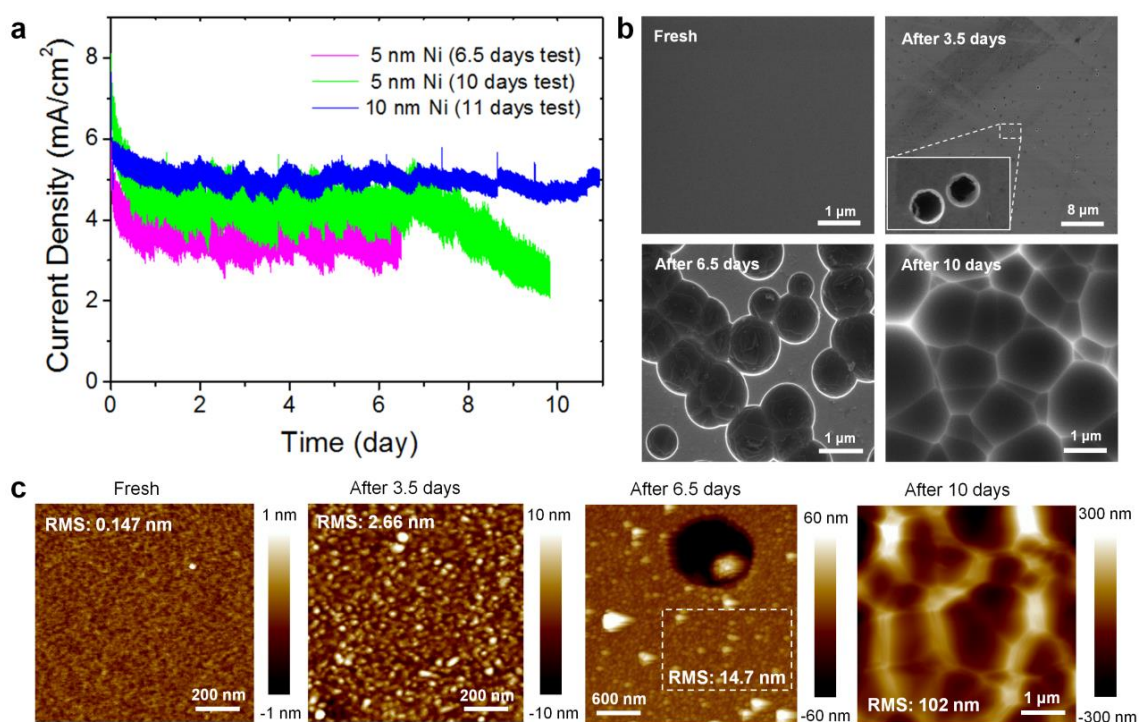 a
Current Density (mA/cm²)
8
6
4
2
0
0 2 4 6 8 10
Time (day)
5 nm Ni (6.5 days test)
5 nm Ni (10 days test)
10 nm Ni (11 days test)
b
Fresh
1 µm
After 3.5 days
8 µm
After 6.5 days
1 µm
After 10 days
1 µm
c
Fresh
RMS: 0.147 nm
200 nm
1 nm
-1 nm
After 3.5 days
RMS: 2.66 nm
200 nm
10 nm
-10 nm
After 6.5 days
RMS: 14.7 nm
600 nm
60 nm
-60 nm
After 10 days
RMS: 102 nm
1 µm
300 nm
-300 nm